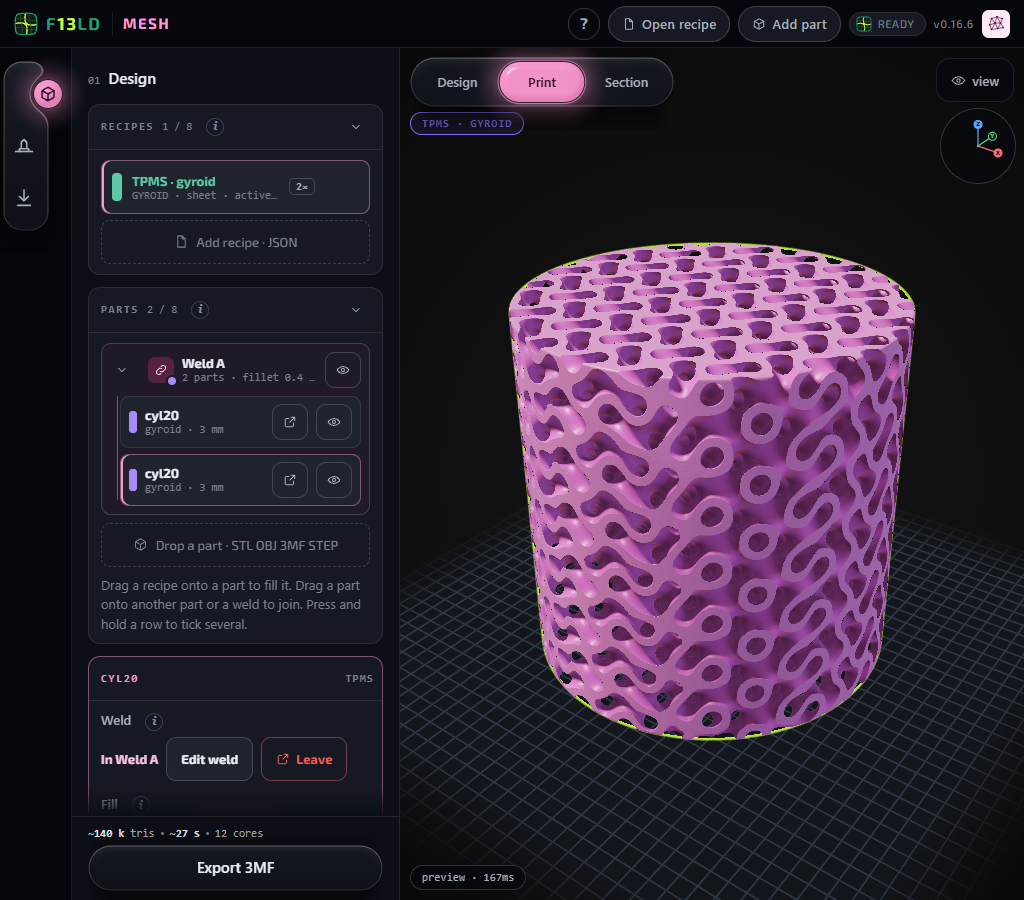 F13LD MESH
? Open recipe Add part READY v0.16.6
01 Design
Design Print Section
view
TPMS · GYROID
Z Y X
RECIPES 1 / 8 i
TPMS · gyroid
GYROID · sheet · active…
2×
Add recipe · JSON
PARTS 2 / 8 i
Weld A
2 parts · fillet 0.4 …
cyl20
gyroid · 3 mm
cyl20
gyroid · 3 mm
Drop a part · STL OBJ 3MF STEP
Drag a recipe onto a part to fill it. Drag a part
onto another part or a weld to join. Press and
hold a row to tick several.
CYL20 TPMS
Weld i
In Weld A Edit weld Leave
Fill i
~140 k tris • ~27 s • 12 cores
Export 3MF
preview · 167ms